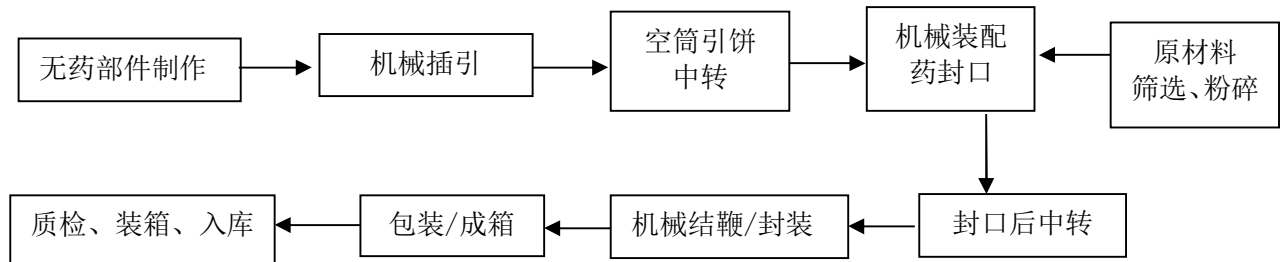 无药部件制作
机械插引
空筒引饼
中转
机械装配
药封口
原材料
筛选、粉碎
封口后中转
机械结鞭/封装
包装/成箱
质检、装箱、入库